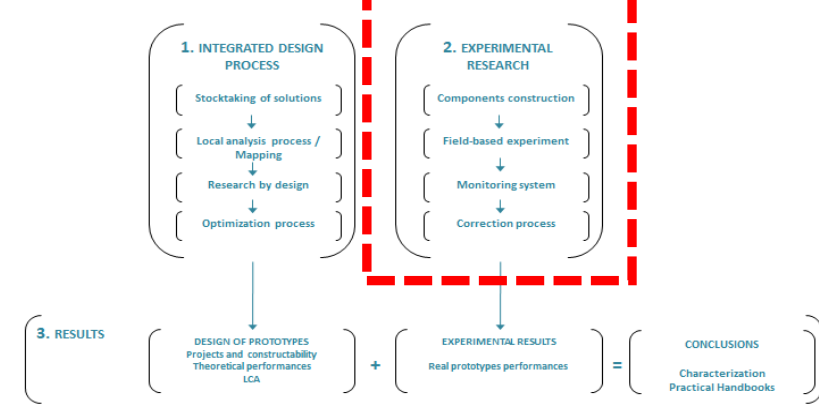 1. INTEGRATED DESIGN
PROCESS
Stocktaking of solutions
Local analysis process /
Mapping
Research by design
Optimization process
2. EXPERIMENTAL
RESEARCH
Components construction
Field-based experiment
Monitoring system
Correction process
3. RESULTS
DESIGN OF PROTOTYPES
Projects and constructability
Theoretical performances
LCA
+
EXPERIMENTAL RESULTS
Real prototypes performances
=
CONCLUSIONS
Characterization
Practical Handbooks